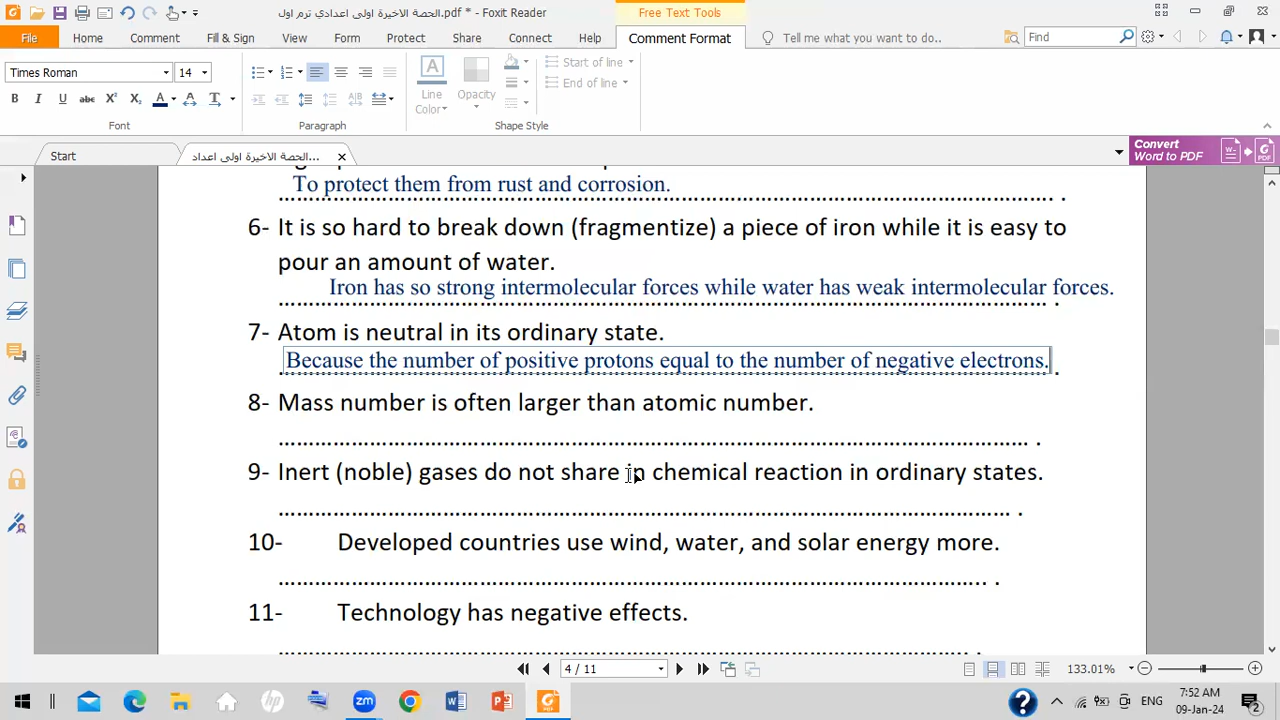 الحصة الاخيرة اولى اعدادي ترم اول.pdf * - Foxit Reader
Free Text Tools
File Home Comment Fill & Sign View Form Protect Share Connect Help Comment Format Tell me what you want to do.. Find
Times Roman 14
Line Color Opacity
Start of line
End of line
Font Paragraph Shape Style
Start
الحصة الاخيرة اولى اعداد...
Convert
Word to PDF
To protect them from rust and corrosion.
6- It is so hard to break down (fragmentize) a piece of iron while it is easy to
pour an amount of water.
Iron has so strong intermolecular forces while water has weak intermolecular forces.
7- Atom is neutral in its ordinary state.
Because the number of positive protons equal to the number of negative electrons.
8- Mass number is often larger than atomic number.
9- Inert (noble) gases do not share in chemical reaction in ordinary states.
10- Developed countries use wind, water, and solar energy more.
11- Technology has negative effects.
4 / 11
133.01%
ENG
7:52 AM
09-Jan-24
2